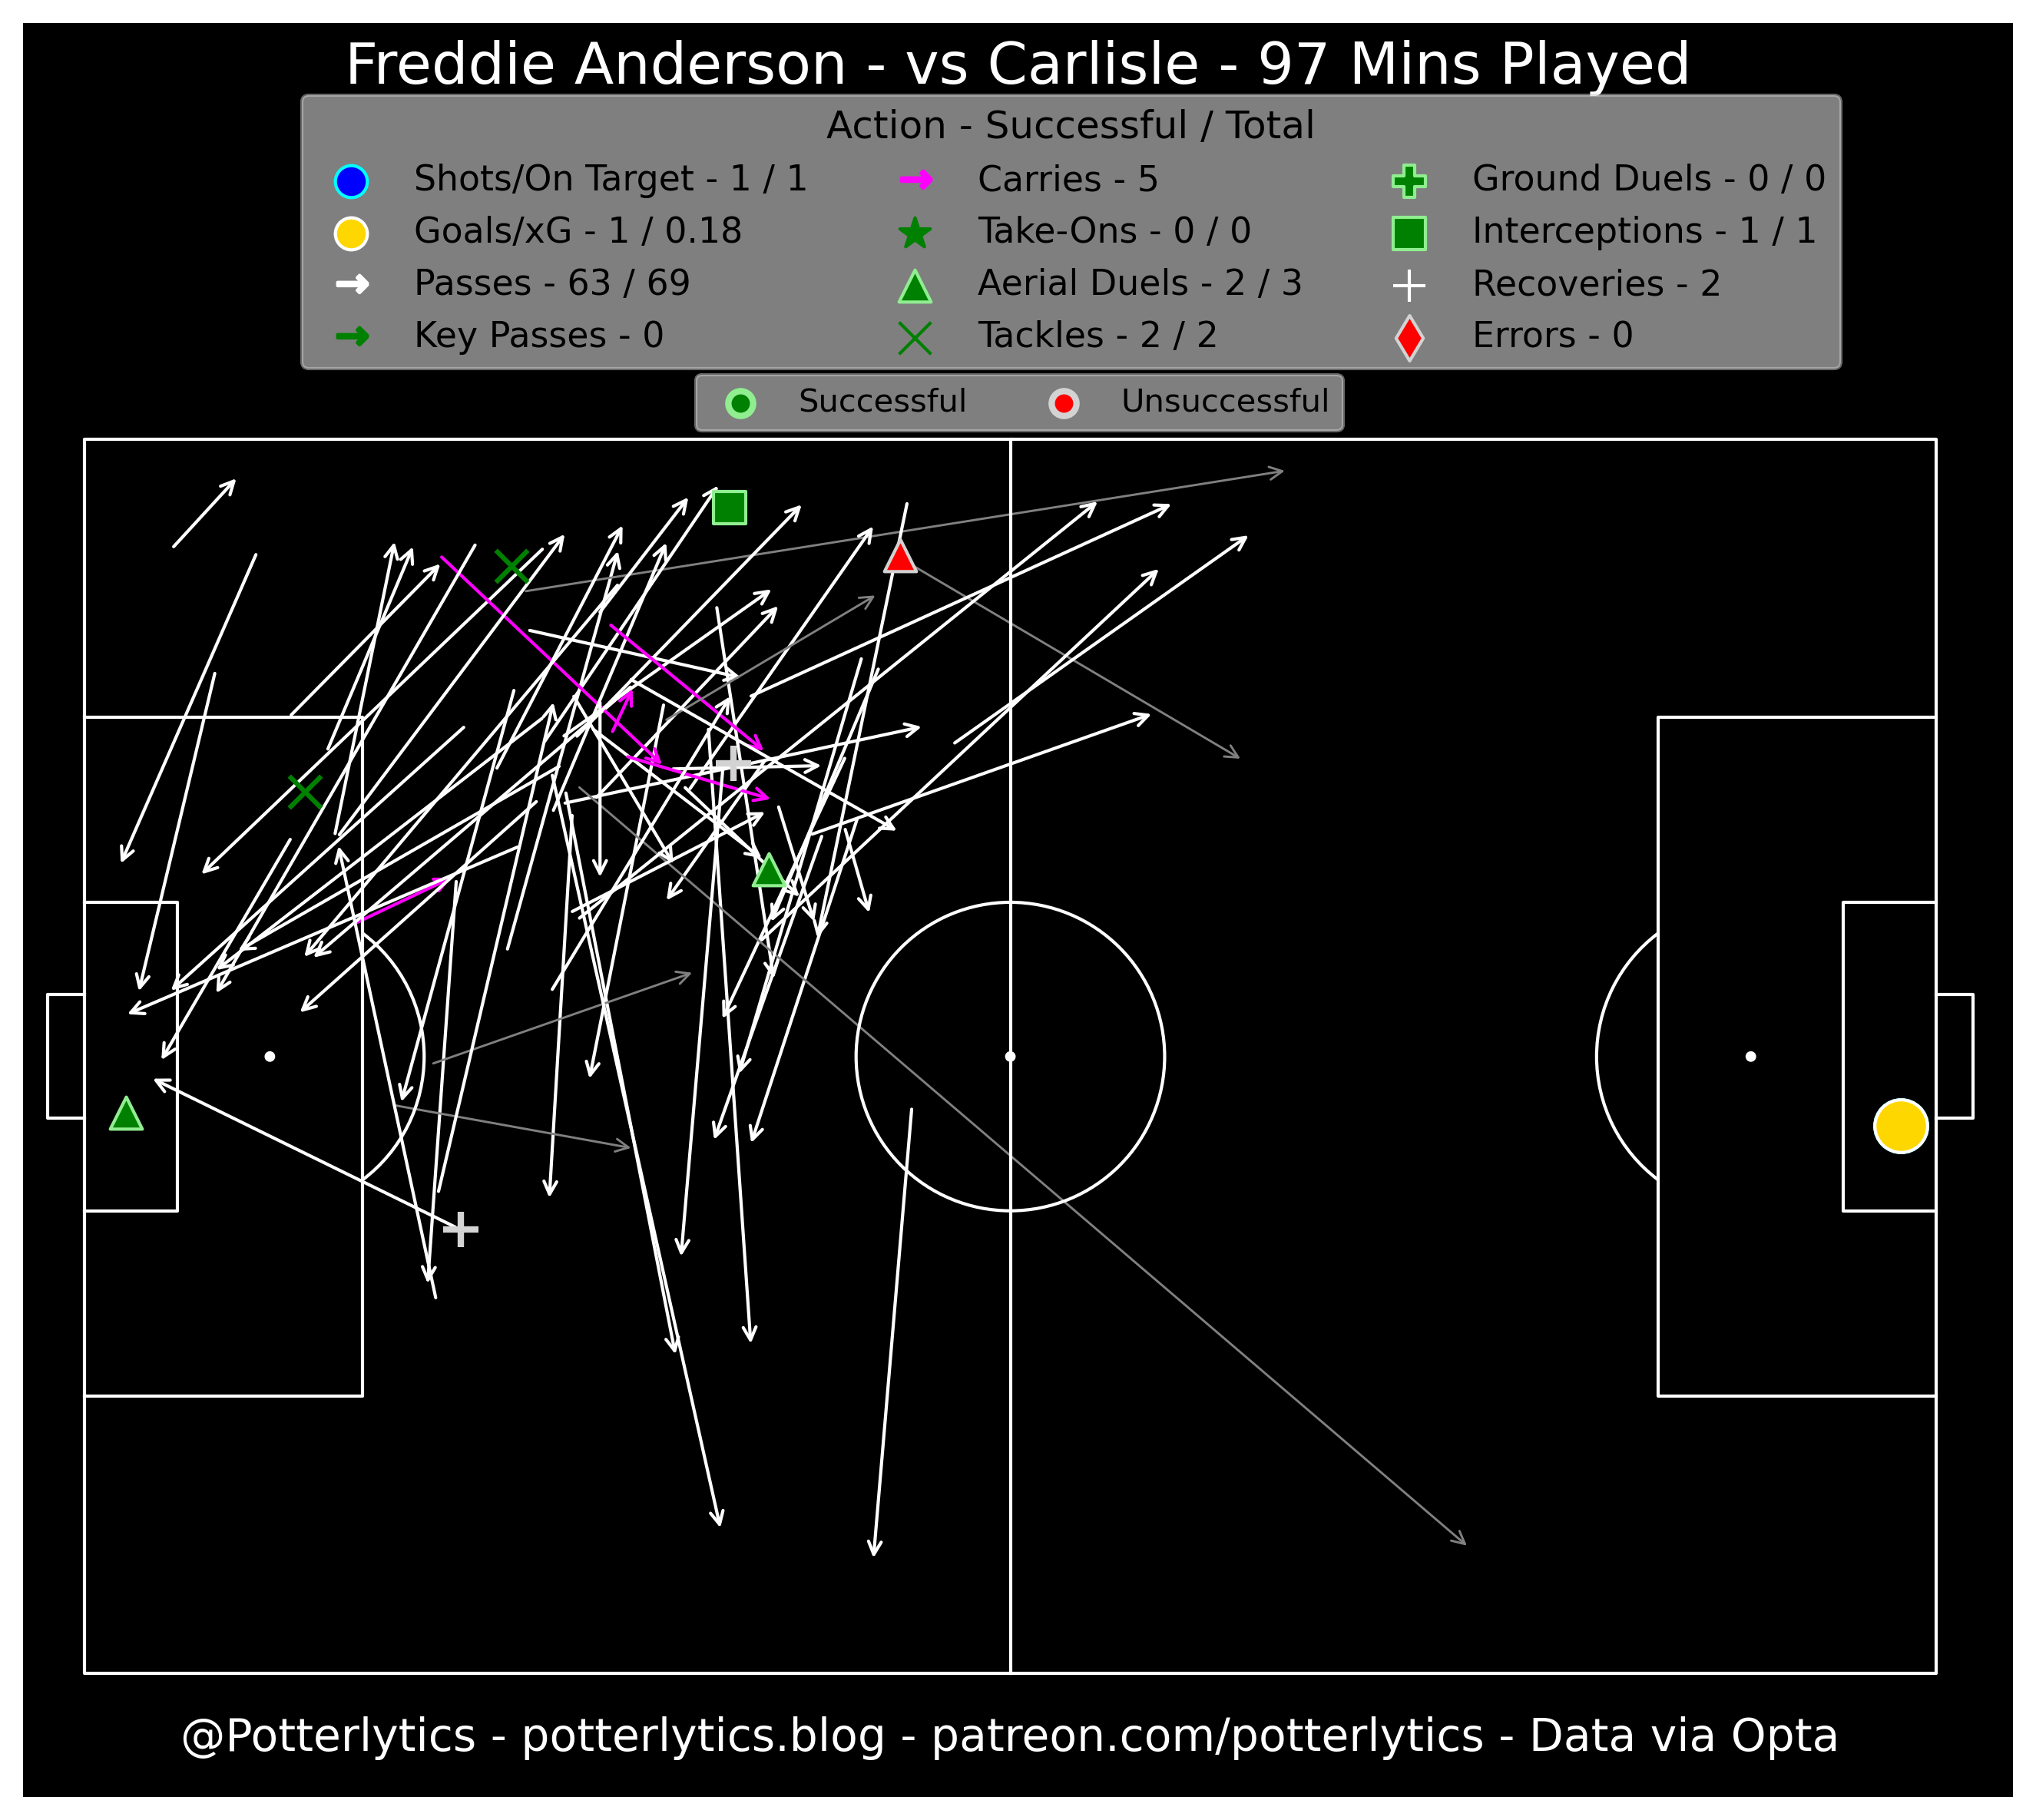 Freddie Anderson - vs Carlisle - 97 Mins Played
Action - Successful / Total
Shots/On Target - 1 / 1
Goals/xG - 1 / 0.18
Passes - 63 / 69
Key Passes - 0
Carries - 5
Take-Ons - 0 / 0
Aerial Duels - 2 / 3
Tackles - 2 / 2
Ground Duels - 0 / 0
Interceptions - 1 / 1
Recoveries - 2
Errors - 0
Successful
Unsuccessful
@Potterlytics - potterlytics.blog - patreon.com/potterlytics - Data via Opta